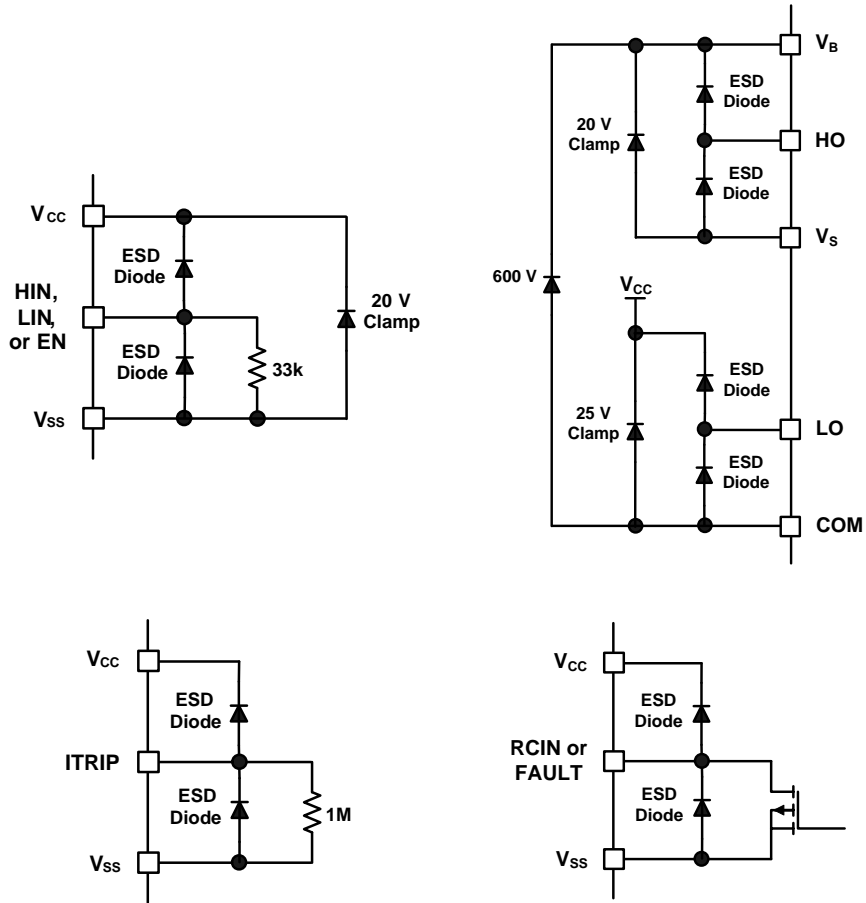 VCC
ESD
Diode
HIN,
LIN,
or EN
ESD
Diode
33k
20 V
Clamp
VSS
VB
ESD
Diode
20 V
Clamp
HO
ESD
Diode
VS
600 V
VCC
ESD
Diode
25 V
Clamp
LO
ESD
Diode
COM
VCC
ESD
Diode
ITRIP
ESD
Diode
1M
VSS
VCC
ESD
Diode
RCIN or
FAULT
ESD
Diode
VSS